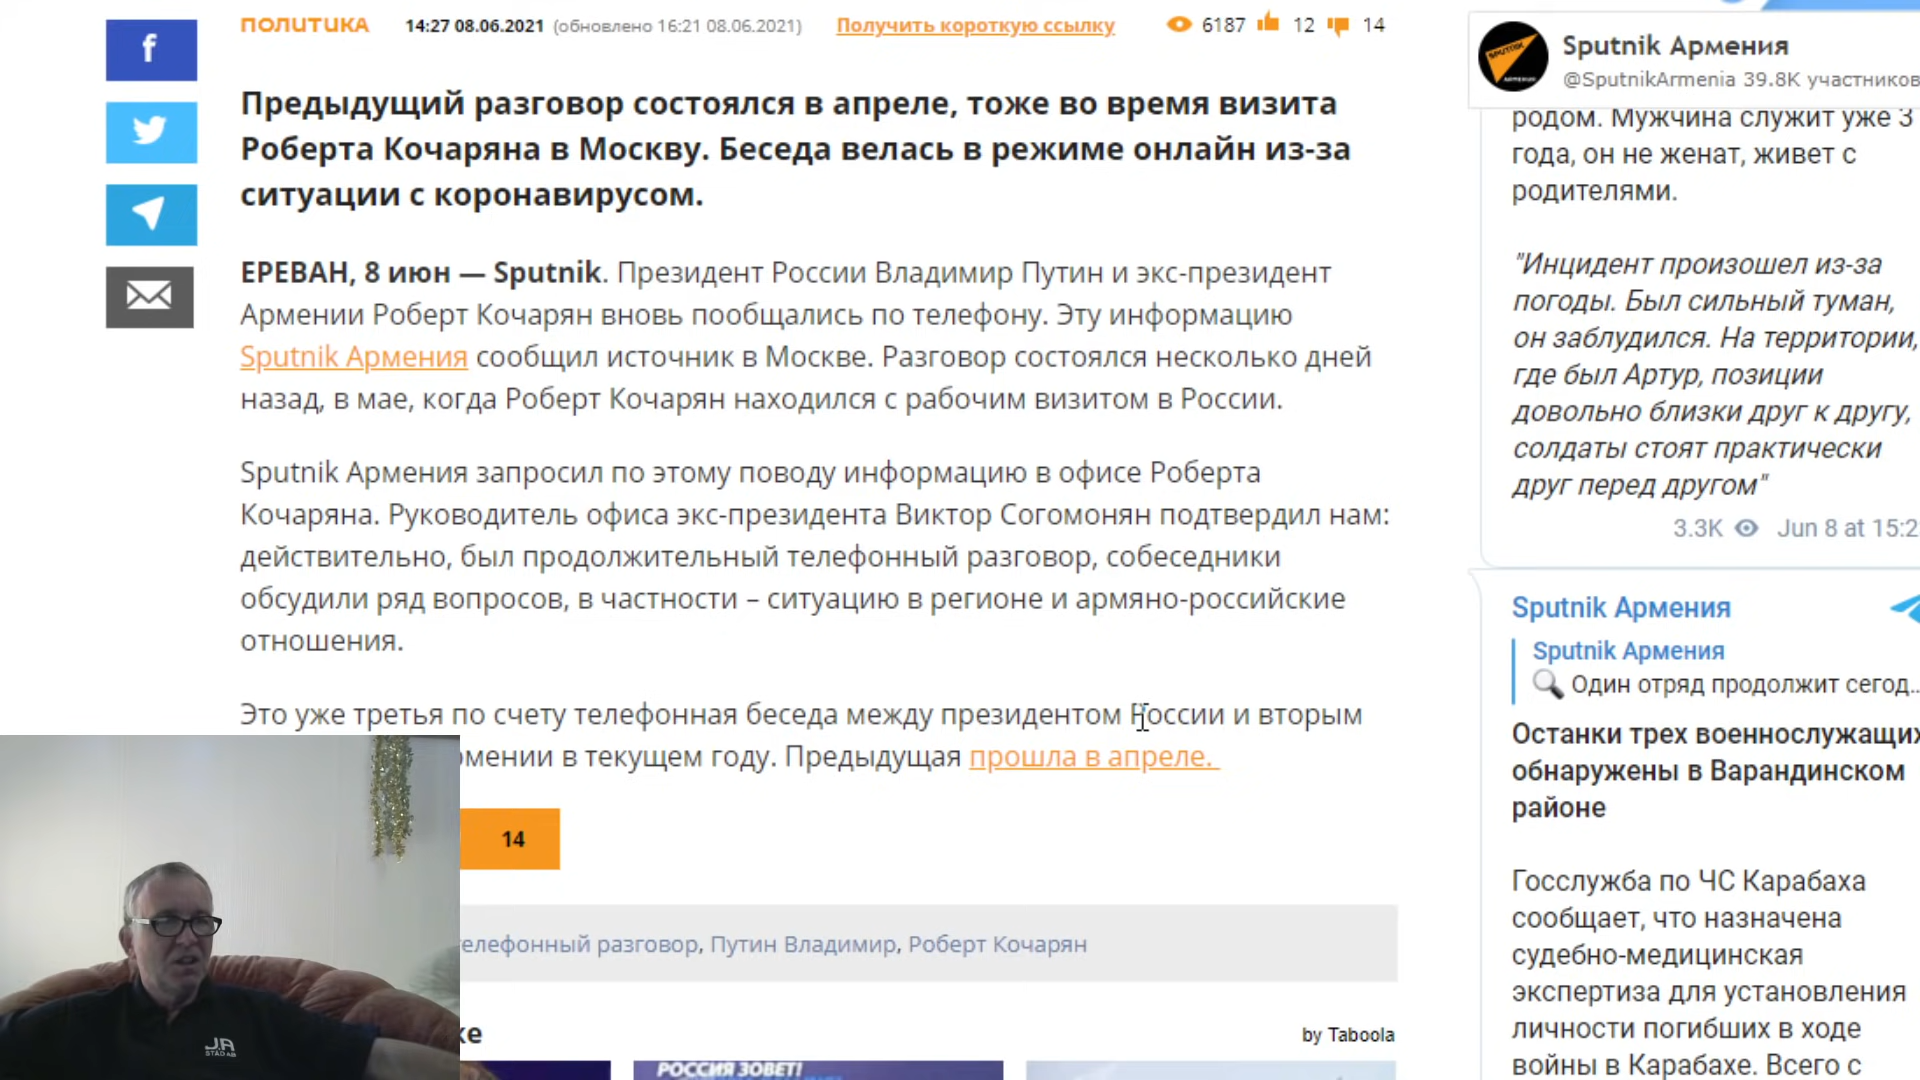 ПОЛИТИКА
14:27 08.06.2021 (обновлено 16:21 08.06.2021)
Получить короткую ссылку
6187 12 14
Предыдущий разговор состоялся в апреле, тоже во время визита
Роберта Кочаряна в Москву. Беседа велась в режиме онлайн из-за
ситуации с коронавирусом.
ЕРЕВАН, 8 июн — Sputnik. Президент России Владимир Путин и экс-президент
Армении Роберт Кочарян вновь пообщались по телефону. Эту информацию
Sputnik Армения сообщил источник в Москве. Разговор состоялся несколько дней
назад, в мае, когда Роберт Кочарян находился с рабочим визитом в России.
Sputnik Армения запросил по этому поводу информацию в офисе Роберта
Кочаряна. Руководитель офиса экс-президента Виктор Согомонян подтвердил нам:
действительно, был продолжительный телефонный разговор, собеседники
обсудили ряд вопросов, в частности – ситуацию в регионе и армяно-российские
отношения.
Это уже третья по счету телефонная беседа между президентом России и вторым
рмении в текущем году. Предыдущая прошла в апреле.
14
елефонный разговор, Путин Владимир, Роберт Кочарян
ке
by Taboola
РОССИЯ ЗОВЕТ!
J.A
STÄD AB
SPUTNIK
Sputnik Армения
@SputnikArmenia 39.8K участников
родом. Мужчина служит уже 3
года, он не женат, живет с
родителями.
"Инцидент произошел из-за
погоды. Был сильный туман,
он заблудился. На территории,
где был Артур, позиции
довольно близки друг к другу,
солдаты стоят практически
друг перед другом"
3.3K Jun 8 at 15:2
Sputnik Армения
Sputnik Армения
Один отряд продолжит сегод...
Останки трех военнослужащих
обнаружены в Варандинском
районе
Госслужба по ЧС Карабаха
сообщает, что назначена
судебно-медицинская
экспертиза для установления
личности погибших в ходе
войны в Карабахе. Всего с